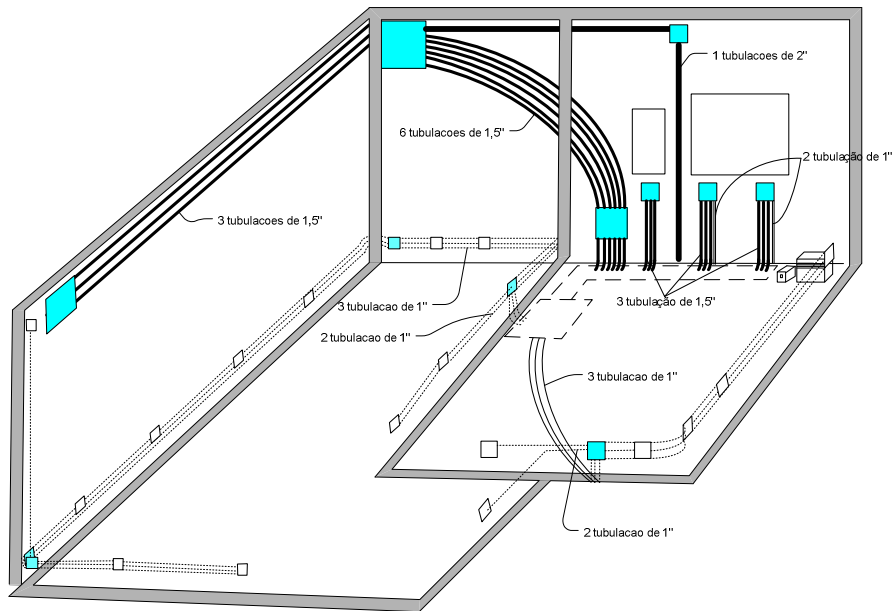 1 tubulacoes de 2"
6 tubulacoes de 1,5"
2 tubulação de 1"
3 tubulacoes de 1,5"
3 tubulacao de 1"
3 tubulação de 1,5"
2 tubulacao de 1"
3 tubulacao de 1"
2 tubulacao de 1"